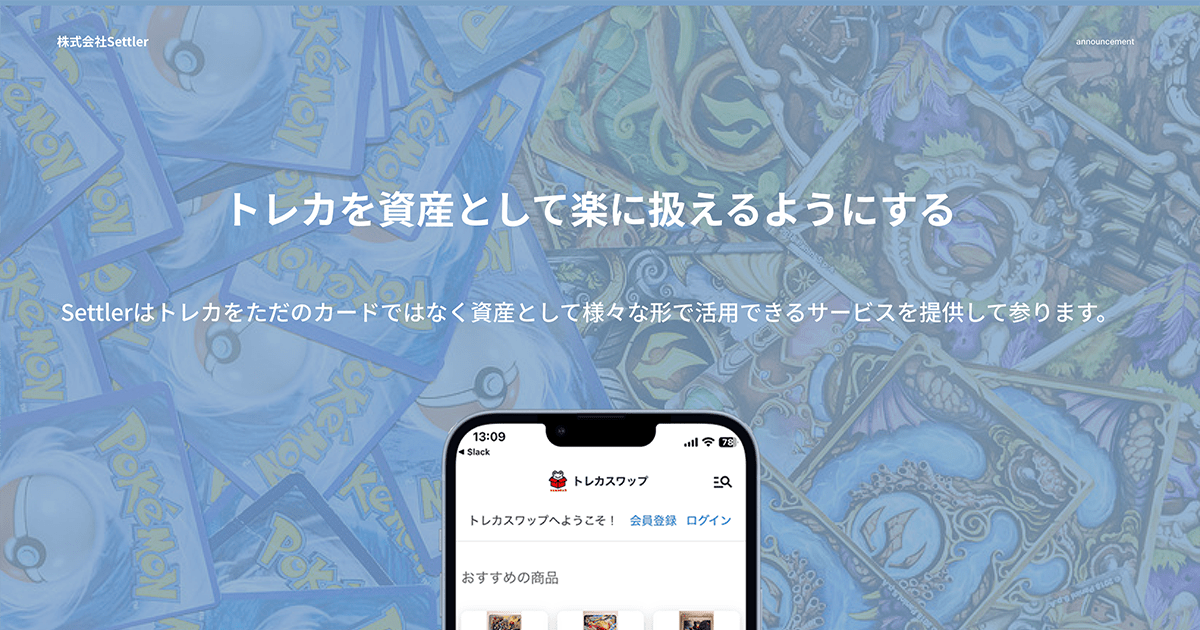 株式会社Settler
announcement
トレカを資産として楽に扱えるようにする
Settlerはトレカをただのカードではなく資産として様々な形で活用できるサービスを提供して参ります。
13:09
78
◀ Slack
トレカスワップ
トレカスワップへようこそ！ 会員登録 ログイン
おすすめの商品
POKéMON
POKéMON
POKéMON
POKéMON
POKéMON